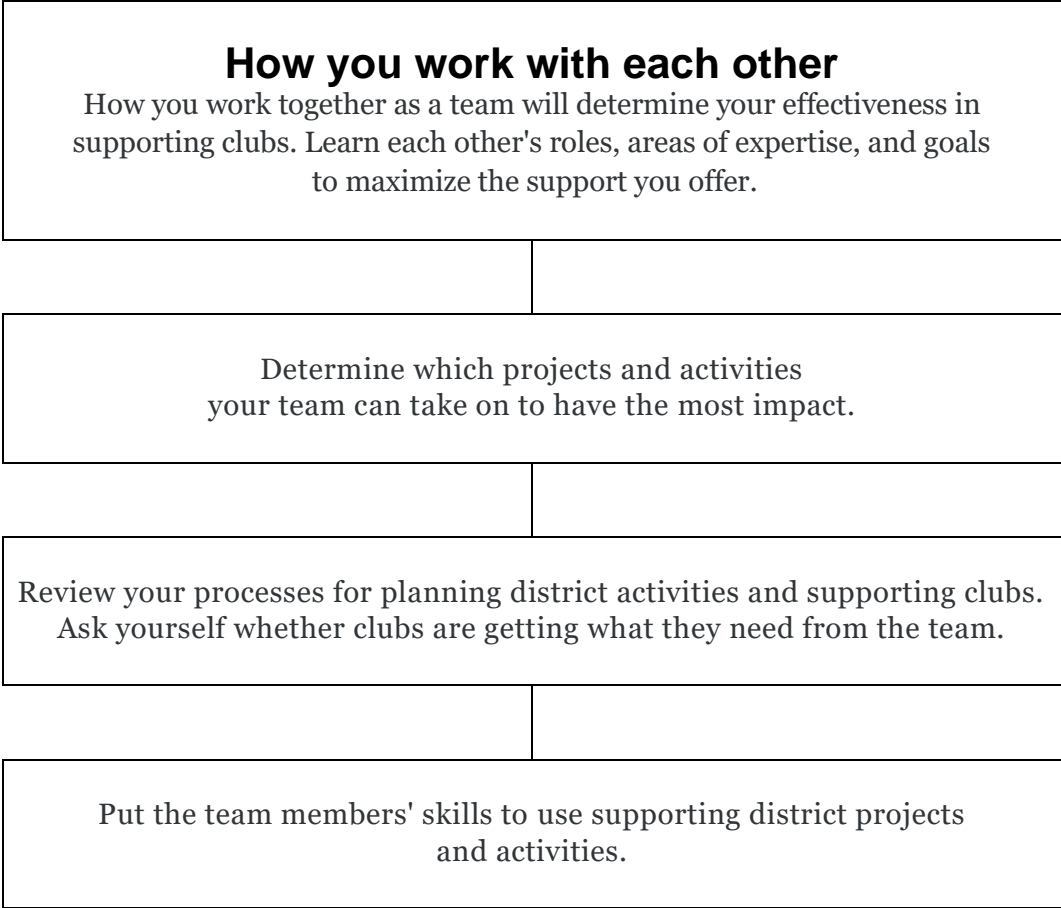 How you work with each other
How you work together as a team will determine your effectiveness in
supporting clubs. Learn each other's roles, areas of expertise, and goals
to maximize the support you offer.
Determine which projects and activities
your team can take on to have the most impact.
Review your processes for planning district activities and supporting clubs.
Ask yourself whether clubs are getting what they need from the team.
Put the team members' skills to use supporting district projects
and activities.